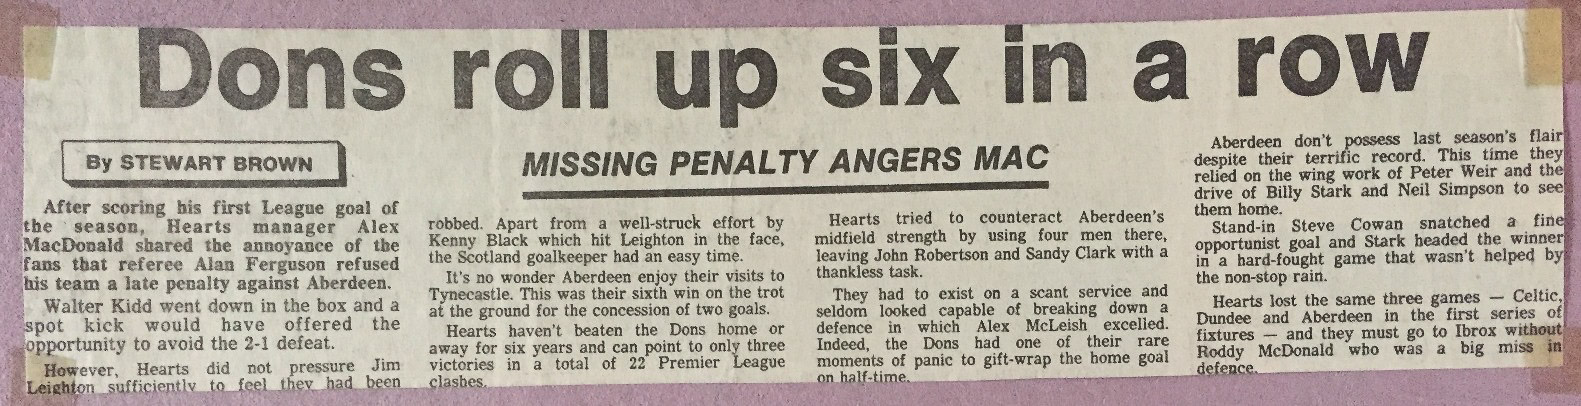 Dons roll up six in a row
By STEWART BROWN
MISSING PENALTY ANGERS MAC
After scoring his first League goal of
the season, Hearts manager Alex
MacDonald shared the annoyance of the
fans that referee Alan Ferguson refused
his team a late penalty against Aberdeen.
Walter Kidd went down in the box and a
spot kick would have offered the
opportunity to avoid the 2-1 defeat.
However, Hearts did not pressure Jim
Leighton sufficiently to feel they had been
robbed. Apart from a well-struck effort by
Kenny Black which hit Leighton in the face,
the Scotland goalkeeper had an easy time.
It's no wonder Aberdeen enjoy their visits to
Tynecastle. This was their sixth win on the trot
at the ground for the concession of two goals.
Hearts haven't beaten the Dons home or
away for six years and can point to only three
victories in a total of 22 Premier League
clashes.
Hearts tried to counteract Aberdeen's
midfield strength by using four men there,
leaving John Robertson and Sandy Clark with a
thankless task.
They had to exist on a scant service and
seldom looked capable of breaking down a
defence in which Alex McLeish excelled.
Indeed, the Dons had one of their rare
moments of panic to gift-wrap the home goal
on half-time.
Aberdeen don't possess last season's flair
despite their terrific record. This time they
relied on the wing work of Peter Weir and the
drive of Billy Stark and Neil Simpson to see
them home.
Stand-in Steve Cowan snatched a fine
opportunist goal and Stark headed the winner
in a hard-fought game that wasn't helped by
the non-stop rain.
Hearts lost the same three games — Celtic,
Dundee and Aberdeen in the first series of
fixtures — and they must go to Ibrox without
Roddy McDonald who was a big miss in
defence.